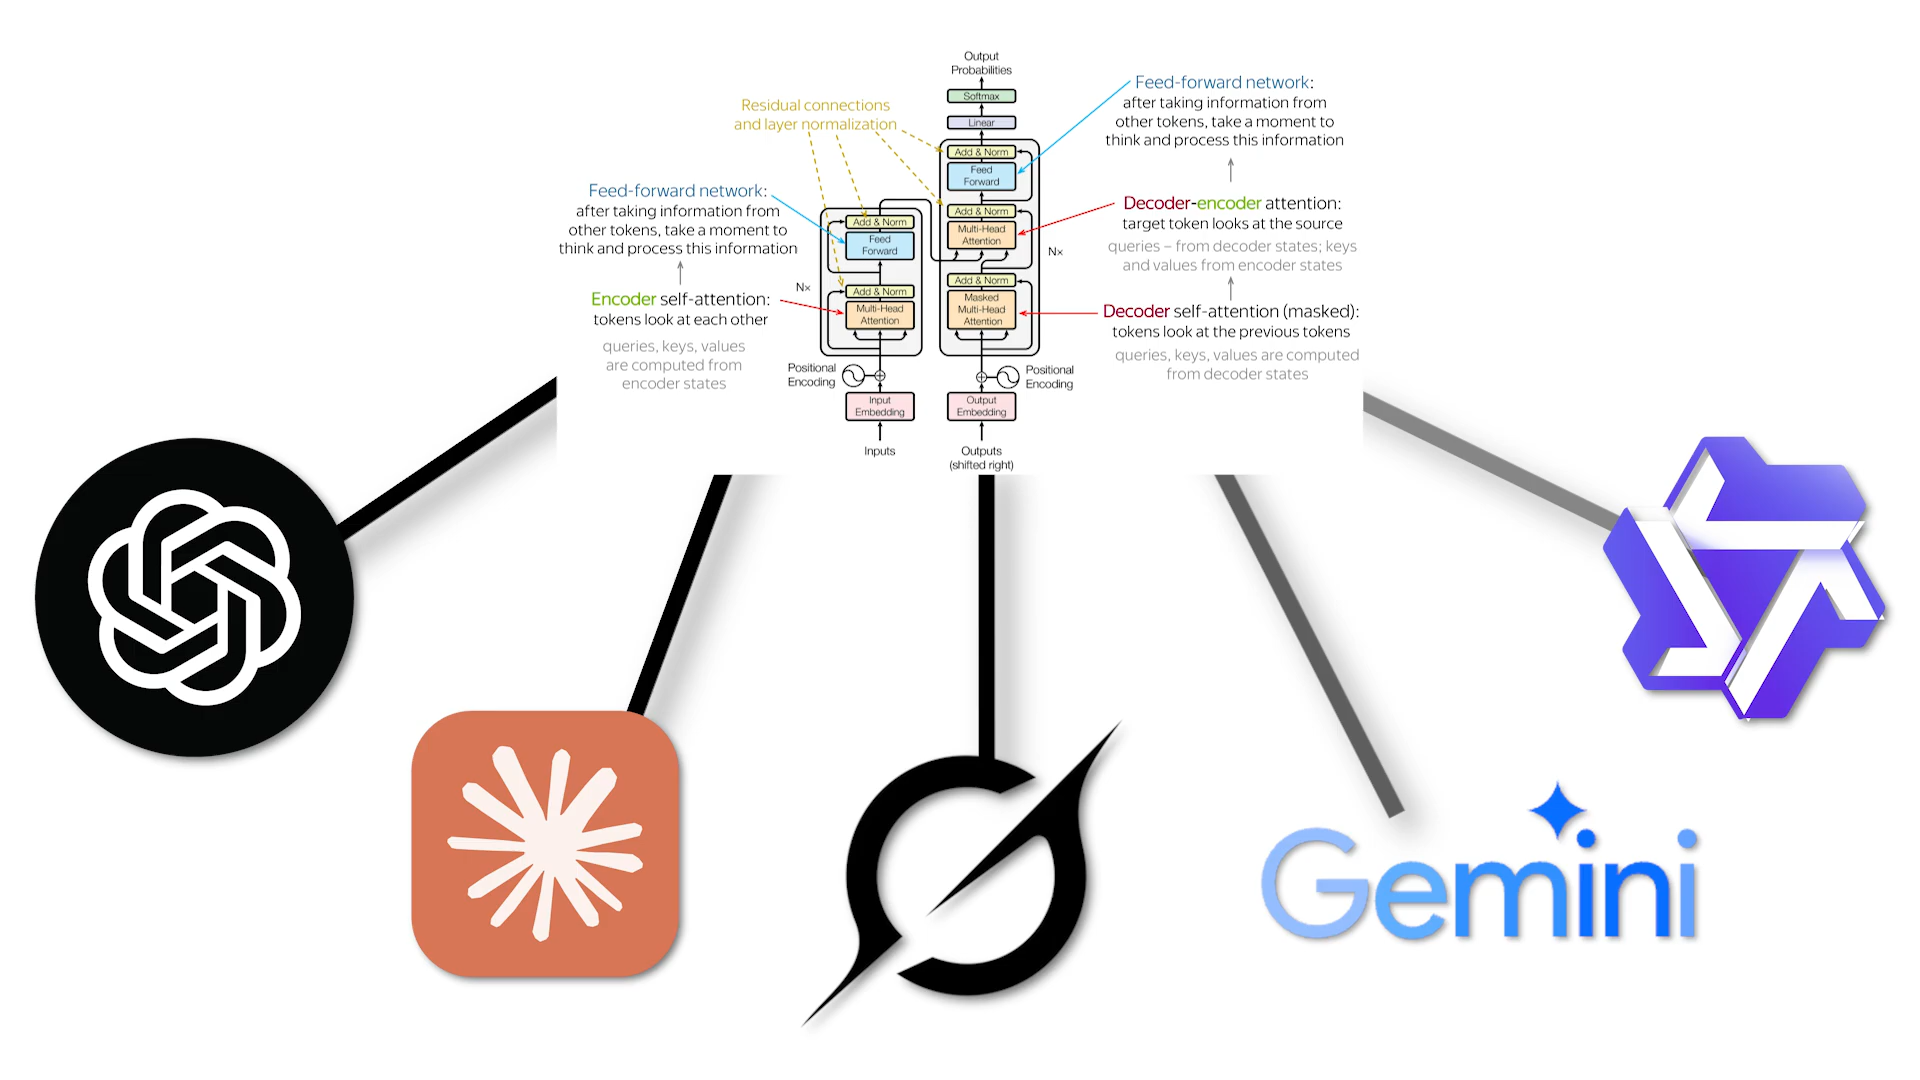 Output
Probabilities
Softmax
Linear
Add & Norm
Feed
Forward
Add & Norm
Multi-Head
Attention
Add & Norm
Masked
Multi-Head
Attention
Nx
Positional
Encoding
Output
Embedding
Outputs
(shifted right)
Residual connections
and layer normalization
Feed-forward network:
after taking information from
other tokens, take a moment to
think and process this information
Encoder self-attention:
tokens look at each other
queries, keys, values
are computed from
encoder states
Add & Norm
Feed
Forward
Nx
Add & Norm
Multi-Head
Attention
Positional
Encoding
Input
Embedding
Inputs
Feed-forward network:
after taking information from
other tokens, take a moment to
think and process this information
Decoder-encoder attention:
target token looks at the source
queries – from decoder states; keys
and values from encoder states
Decoder self-attention (masked):
tokens look at the previous tokens
queries, keys, values are computed
from decoder states
Gemini